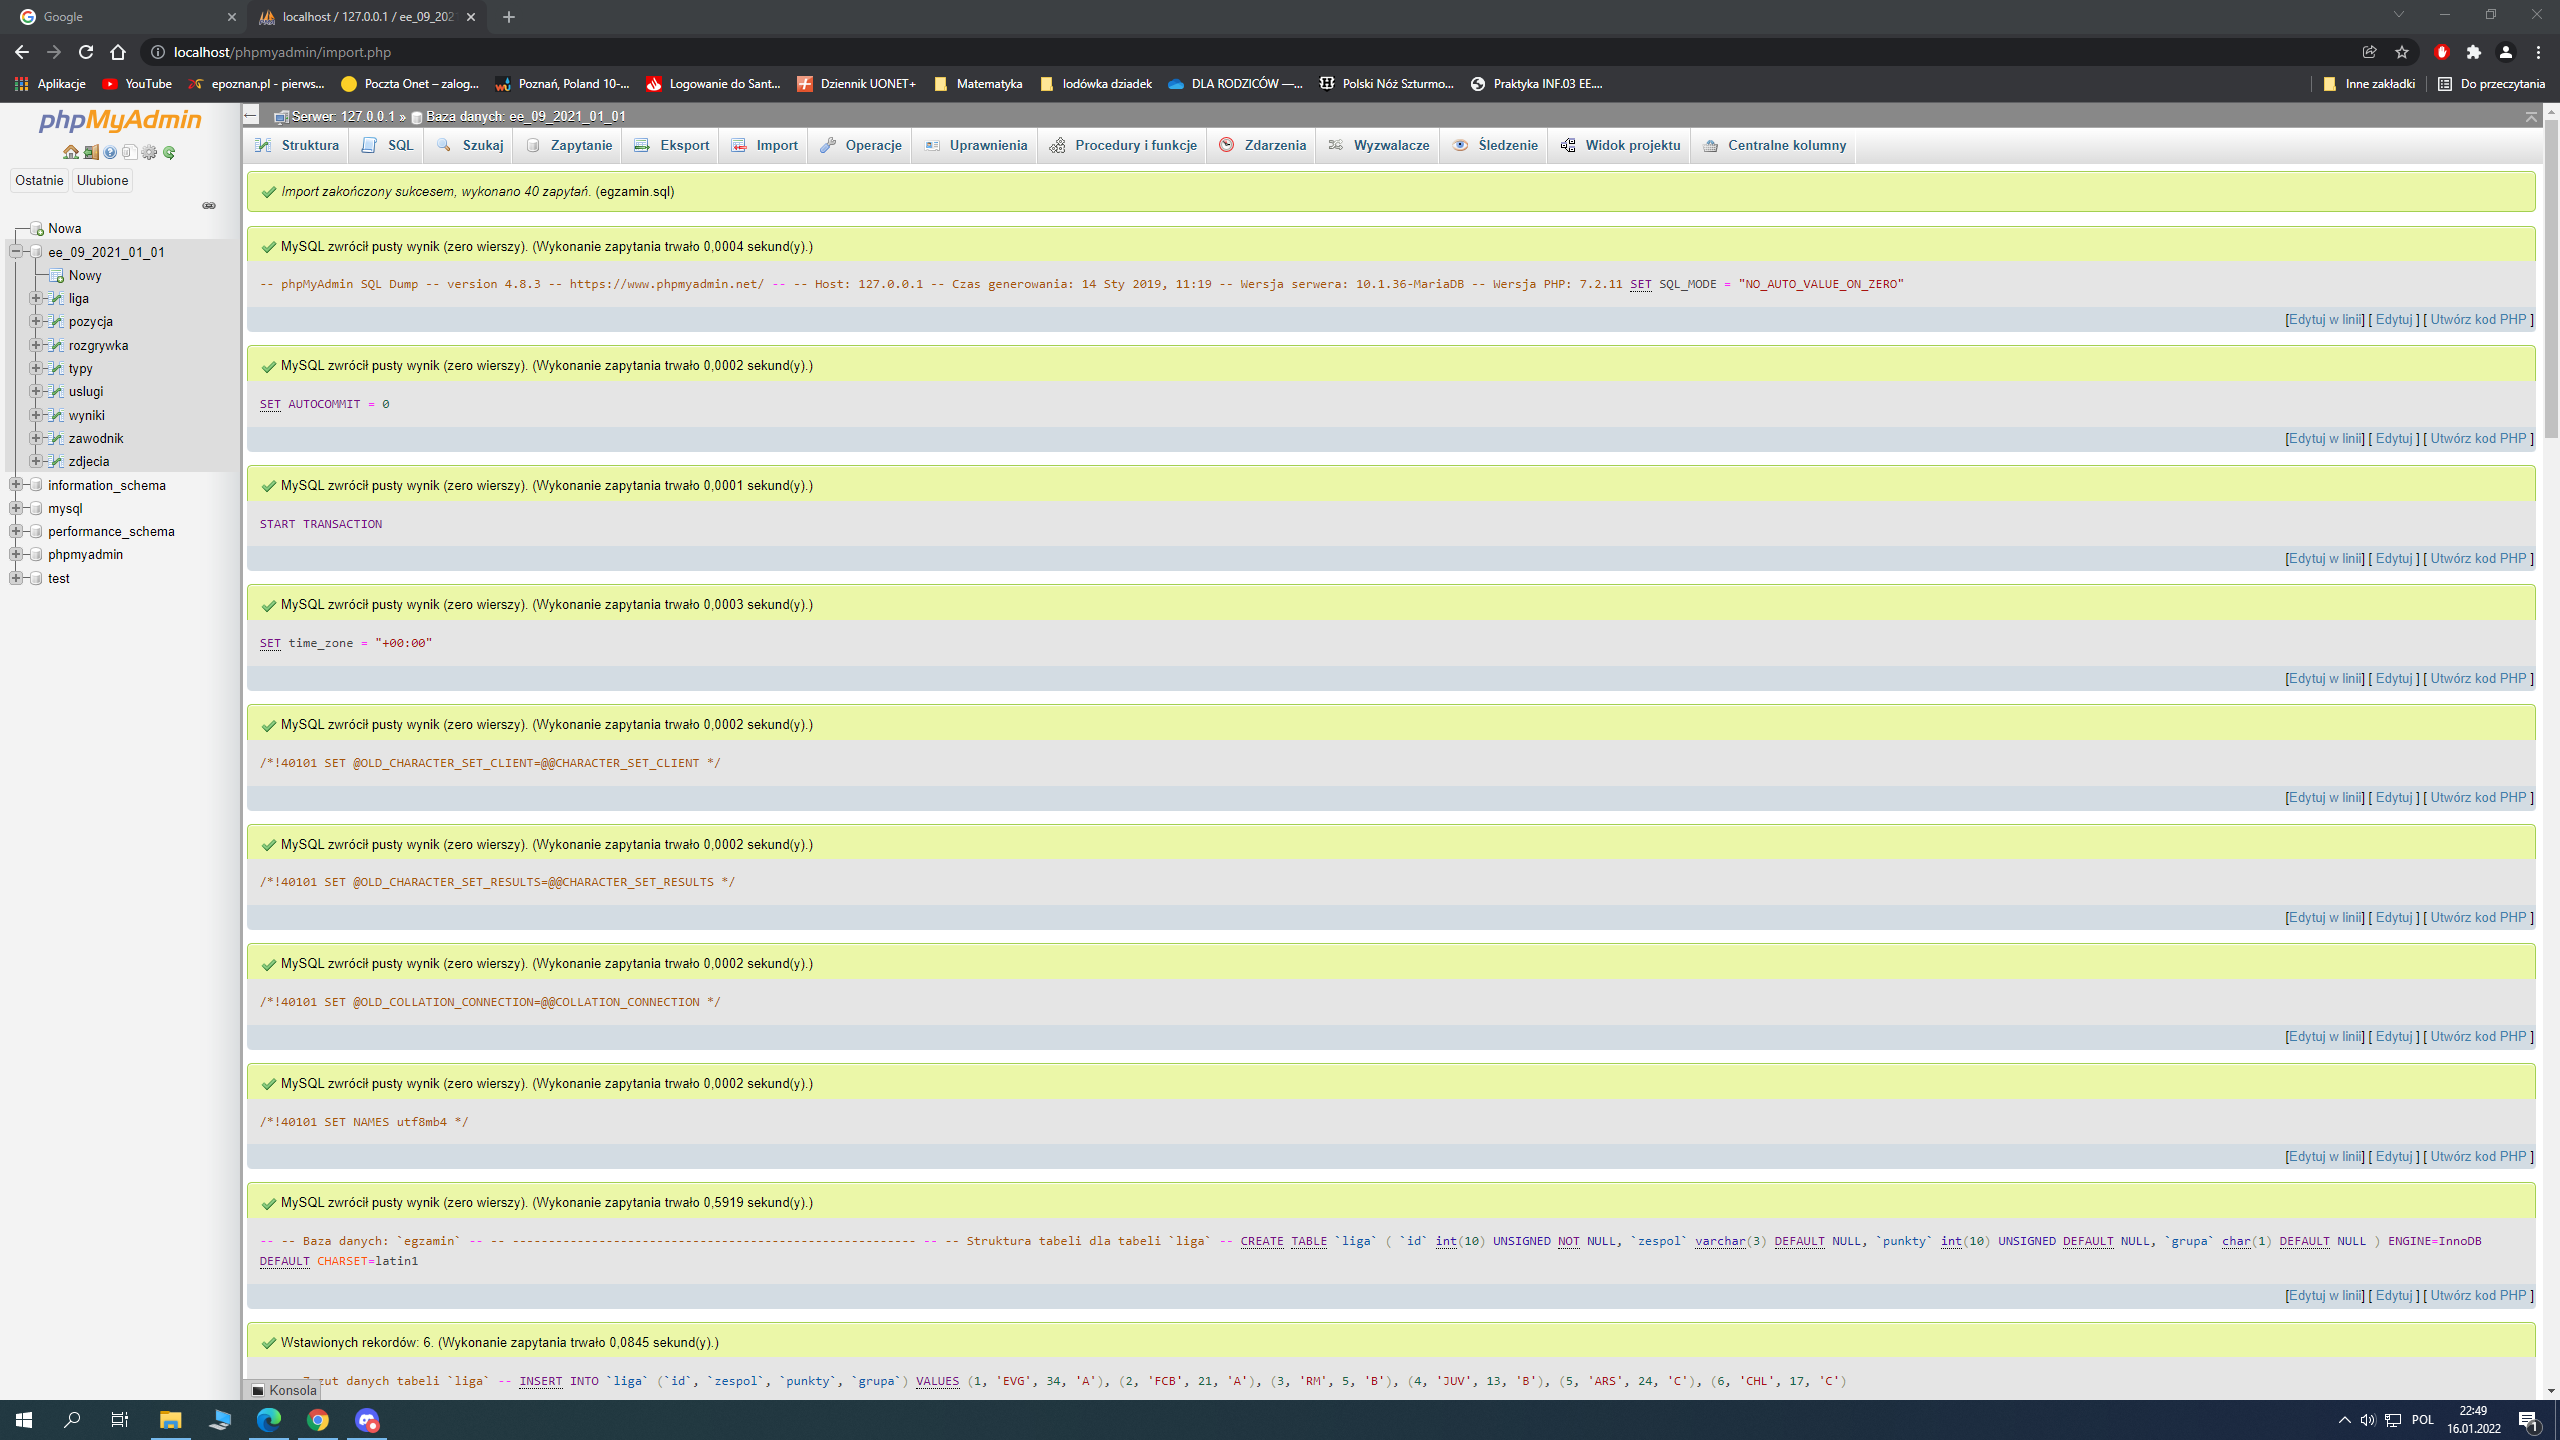 Google
localhost / 127.0.0.1 / ee_09_202
localhost/phpmyadmin/import.php
Aplikacje
YouTube
epoznan.pl - pierws...
Poczta Onet – zalog...
Poznań, Poland 10-...
Logowanie do Sant...
Dziennik UONET+
Matematyka
lodówka dziadek
DLA RODZICÓW —...
Polski Nóż Szturmo...
Praktyka INF.03 EE....
Inne zakładki
Do przeczytania
phpMyAdmin
Ostatnie Ulubione
Nowa
ee_09_2021_01_01
Nowy
liga
pozycja
rozgrywka
typy
uslugi
wyniki
zawodnik
zdjecia
information_schema
mysql
performance_schema
phpmyadmin
test
Serwer: 127.0.0.1 » Baza danych: ee_09_2021_01_01
Struktura SQL Szukaj Zapytanie Eksport Import Operacje Uprawnienia Procedury i funkcje Zdarzenia Wyzwalacze Śledzenie Widok projektu Centralne kolumny
Import zakończony sukcesem, wykonano 40 zapytań. (egzamin.sql)
MySQL zwrócił pusty wynik (zero wierszy). (Wykonanie zapytania trwało 0,0004 sekund(y).)
-- phpMyAdmin SQL Dump -- version 4.8.3 -- https://www.phpmyadmin.net/ -- -- Host: 127.0.0.1 -- Czas generowania: 14 Sty 2019, 11:19 -- Wersja serwera: 10.1.36-MariaDB -- Wersja PHP: 7.2.11 SET SQL_MODE = "NO_AUTO_VALUE_ON_ZERO"
[Edytuj w linii] [ Edytuj ] [ Utwórz kod PHP ]
MySQL zwrócił pusty wynik (zero wierszy). (Wykonanie zapytania trwało 0,0002 sekund(y).)
SET AUTOCOMMIT = 0
[Edytuj w linii] [ Edytuj ] [ Utwórz kod PHP ]
MySQL zwrócił pusty wynik (zero wierszy). (Wykonanie zapytania trwało 0,0001 sekund(y).)
START TRANSACTION
[Edytuj w linii] [ Edytuj ] [ Utwórz kod PHP ]
MySQL zwrócił pusty wynik (zero wierszy). (Wykonanie zapytania trwało 0,0003 sekund(y).)
SET time_zone = "+00:00"
[Edytuj w linii] [ Edytuj ] [ Utwórz kod PHP ]
MySQL zwrócił pusty wynik (zero wierszy). (Wykonanie zapytania trwało 0,0002 sekund(y).)
/*!40101 SET @OLD_CHARACTER_SET_CLIENT=@@CHARACTER_SET_CLIENT */
[Edytuj w linii] [ Edytuj ] [ Utwórz kod PHP ]
MySQL zwrócił pusty wynik (zero wierszy). (Wykonanie zapytania trwało 0,0002 sekund(y).)
/*!40101 SET @OLD_CHARACTER_SET_RESULTS=@@CHARACTER_SET_RESULTS */
[Edytuj w linii] [ Edytuj ] [ Utwórz kod PHP ]
MySQL zwrócił pusty wynik (zero wierszy). (Wykonanie zapytania trwało 0,0002 sekund(y).)
/*!40101 SET @OLD_COLLATION_CONNECTION=@@COLLATION_CONNECTION */
[Edytuj w linii] [ Edytuj ] [ Utwórz kod PHP ]
MySQL zwrócił pusty wynik (zero wierszy). (Wykonanie zapytania trwało 0,0002 sekund(y).)
/*!40101 SET NAMES utf8mb4 */
[Edytuj w linii] [ Edytuj ] [ Utwórz kod PHP ]
MySQL zwrócił pusty wynik (zero wierszy). (Wykonanie zapytania trwało 0,5919 sekund(y).)
-- -- Baza danych: `egzamin` -- -- -------------------------------------------------------- -- -- Struktura tabeli dla tabeli `liga` -- CREATE TABLE `liga` ( `id` int(10) UNSIGNED NOT NULL, `zespol` varchar(3) DEFAULT NULL, `punkty` int(10) UNSIGNED DEFAULT NULL, `grupa` char(1) DEFAULT NULL ) ENGINE=InnoDB
DEFAULT CHARSET=latin1
[Edytuj w linii] [ Edytuj ] [ Utwórz kod PHP ]
Wstawionych rekordów: 6. (Wykonanie zapytania trwało 0,0845 sekund(y).)
danych tabeli `liga` -- INSERT INTO `liga` (`id`, `zespol`, `punkty`, `grupa`) VALUES (1, 'EVG', 34, 'A'), (2, 'FCB', 21, 'A'), (3, 'RM', 5, 'B'), (4, 'JUV', 13, 'B'), (5, 'ARS', 24, 'C'), (6, 'CHL', 17, 'C')
Konsola
POL
22:49
16.01.2022
1